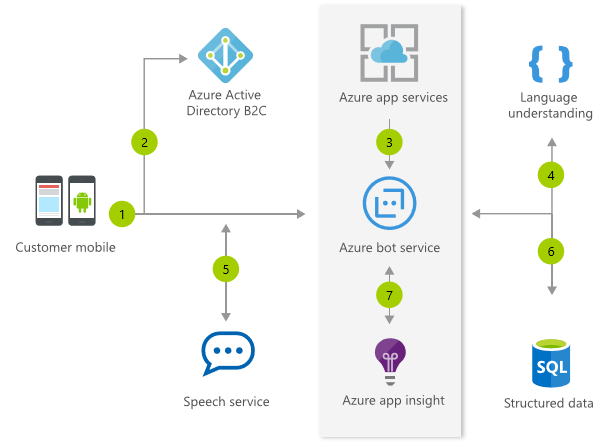 Azure Active
Directory B2C
Azure app services
Language
understanding
2
3
4
1
Customer mobile
Azure bot service
5
6
7
SQL
Speech service
Azure app insight
Structured data